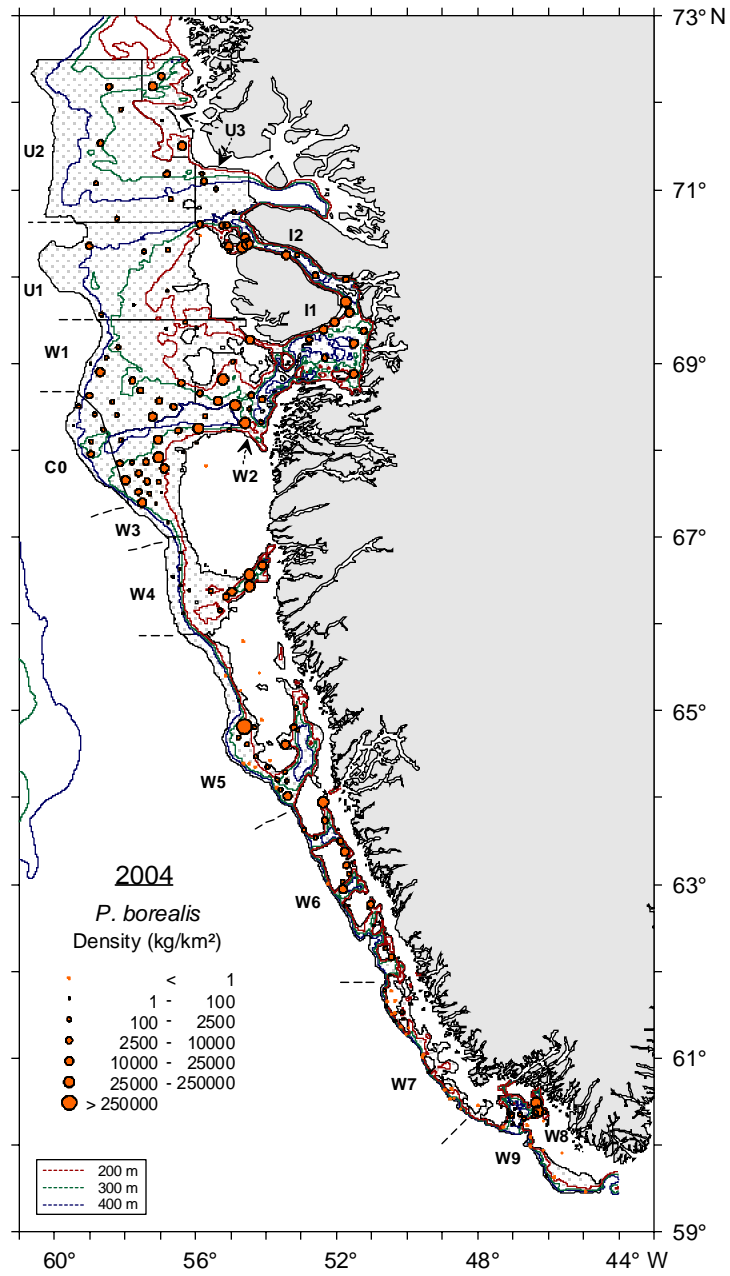 73° N
U3
U2
71°
I2
U1
I1
W1
69°
C0
W2
W3
67°
W4
65°
W5
2004
63°
P. borealis
W6
Density (kg/km²)
< 1
1 - 100
100 - 2500
2500 - 10000
10000 - 25000
25000 - 250000
> 250000
61°
W7
W8
W9
200 m
300 m
400 m
59°
60° 56° 52° 48° 44° W